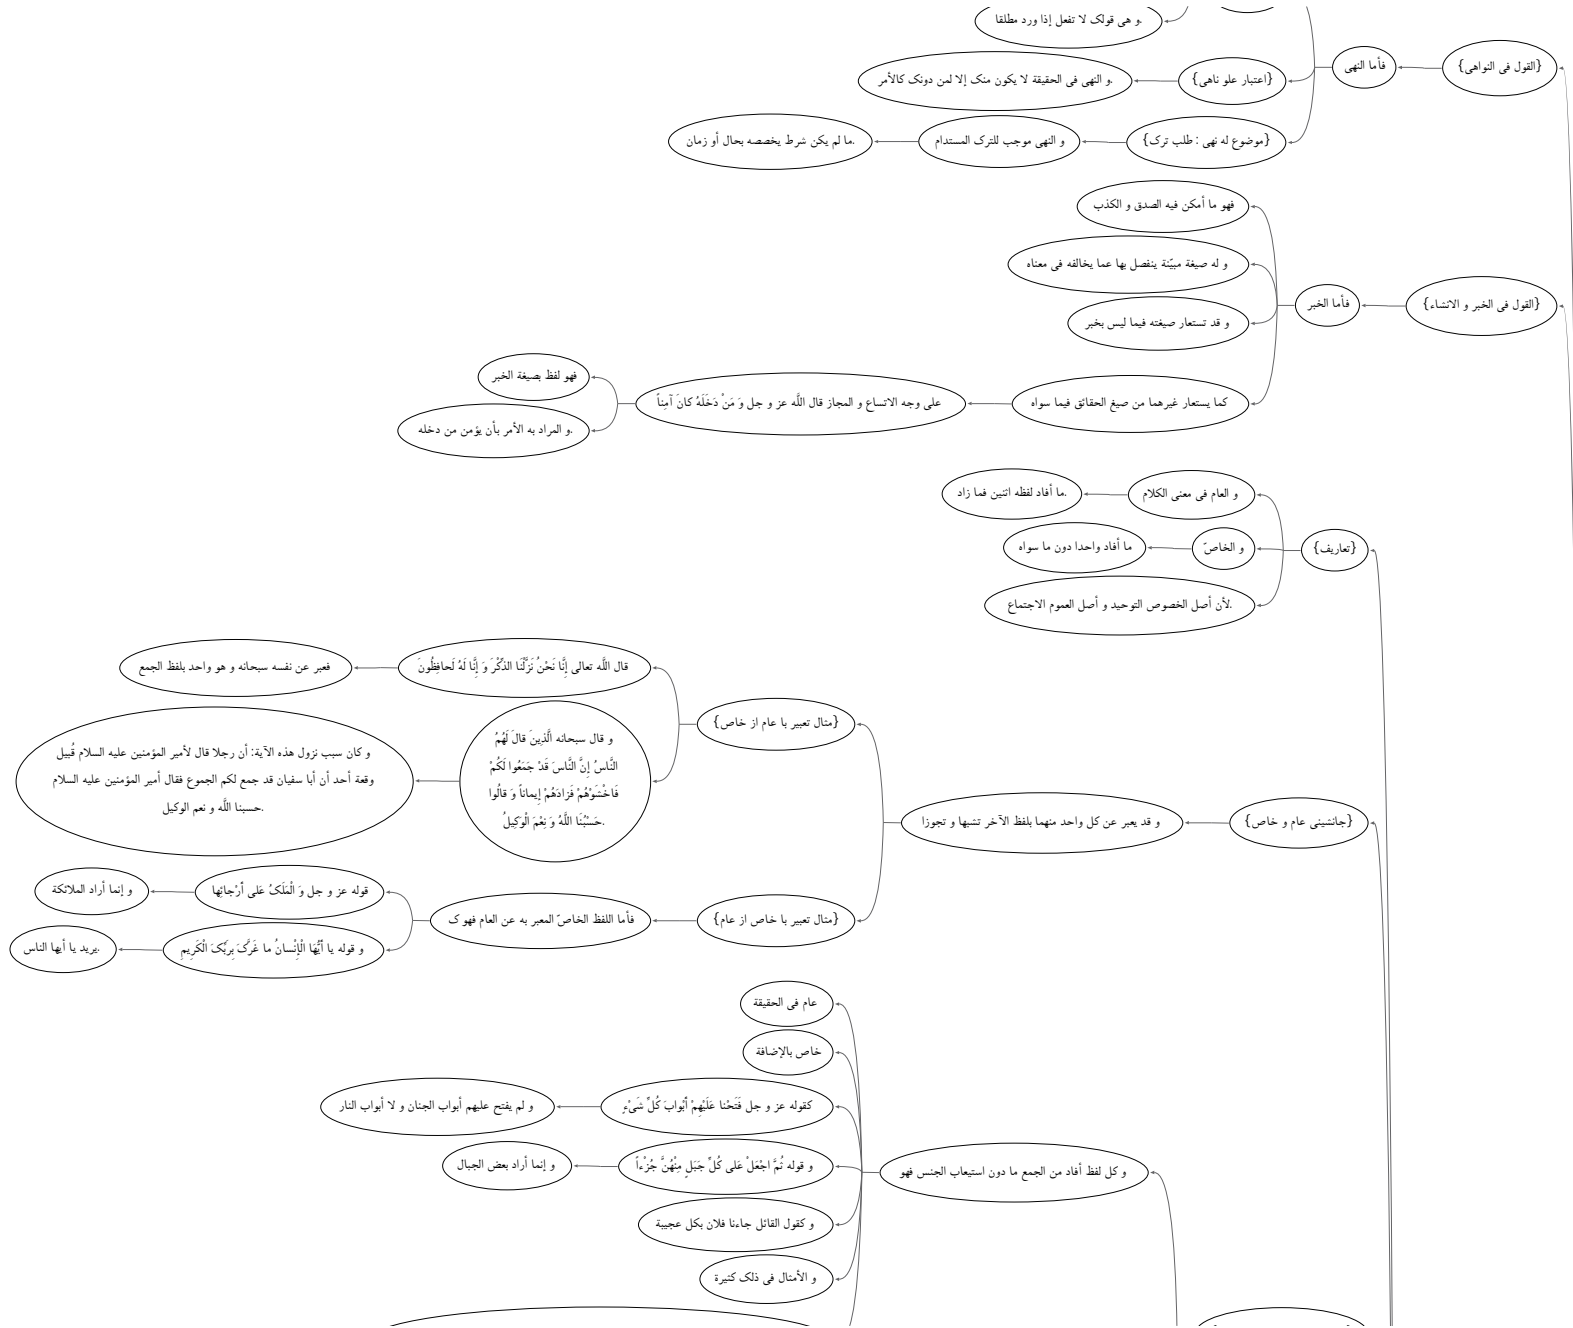 .و هی قولک لا تفعل إذا ورد مطلقا
{القول فی النواهی}
فأما النهی
{اعتبار علو ناهی}
.و النهی فی الحقیقة لا یکون منک إلا لمن دونک کالأمر
{موضوع له نهی : طلب ترک}
و النهی موجب للترک المستدام
.ما لم یکن شرط یخصصه بحال أو زمان
{القول فی الخبر و الانشاء}
فأما الخبر
فهو ما أمکن فیه الصدق و الکذب
و له صیغة مبیّنة ینفصل بها عما یخالفه فی معناه
و قد تستعار صیغته فیما لیس بخبر
کما یستعار غیرهما من صیغ الحقائق فیما سواه
علی وجه الاتساع و المجاز قال اللّه عز و جل وَ مَنْ دَخَلَهُ کانَ آمِناً
فهو لفظ بصیغة الخبر
.و المراد به الأمر بأن یؤمن من دخله
{تعاریف}
و العام فی معنی الکلام
.ما أفاد لفظه اثنین فما زاد
و الخاصّ
ما أفاد واحدا دون ما سواه
.لأن أصل الخصوص التوحید و أصل العموم الاجتماع
{جانشینی عام و خاص}
و قد یعبر عن کل واحد منهما بلفظ الآخر تشبها و تجوزا
{مثال تعبیر با عام از خاص}
قال اللّه تعالی إِنَّا نَحْنُ نَزَّلْنَا الذِّکْرَ وَ إِنَّا لَهُ لَحافِظُونَ
فعبر عن نفسه سبحانه و هو واحد بلفظ الجمع
و قال سبحانه الَّذِینَ قالَ لَهُمُ
النَّاسُ إِنَّ النَّاسَ قَدْ جَمَعُوا لَکُمْ
فَاخْشَوْهُمْ فَزادَهُمْ إِیماناً وَ قالُوا
.حَسْبُنَا اللَّهُ وَ نِعْمَ الْوَکِیلُ
و کان سبب نزول هذه الآیة: أن رجلا قال لأمیر المؤمنین علیه السلام قُبیل
وقعة أحد أن أبا سفیان قد جمع لکم الجموع فقال أمیر المؤمنین علیه السلام
.حسبنا اللّه و نعم الوکیل
{مثال تعبیر با خاص از عام}
فأما اللفظ الخاصّ المعبر به عن العام فهو ک
قوله عز و جل وَ الْمَلَکُ عَلی أَرْجائِها
و إنما أراد الملائکة
و قوله یا أَیُّهَا الْإِنْسانُ ما غَرَّکَ بِرَبِّکَ الْکَرِیمِ
.یرید یا أیها الناس
و کل لفظ أفاد من الجمع ما دون استیعاب الجنس فهو
عام فی الحقیقة
خاص بالإضافة
کقوله عز و جل فَتَحْنا عَلَیْهِمْ أَبْوابَ کُلِّ شَیْءٍ
و لم یفتح علیهم أبواب الجنان و لا أبواب النار
و قوله ثُمَّ اجْعَلْ عَلی کُلِّ جَبَلٍ مِنْهُنَّ جُزْءاً
و إنما أراد بعض الجبال
و کقول القائل جاءنا فلان بکل عجیبة
و الأمثال فی ذلک کثیرة